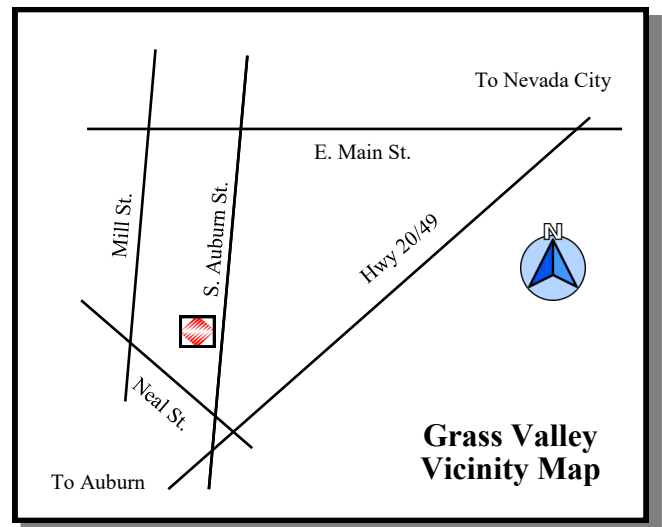 To Nevada City
E. Main St.
Mill St.
S. Auburn St.
Hwy 20/49
N
Neal St.
Grass Valley
Vicinity Map
To Auburn